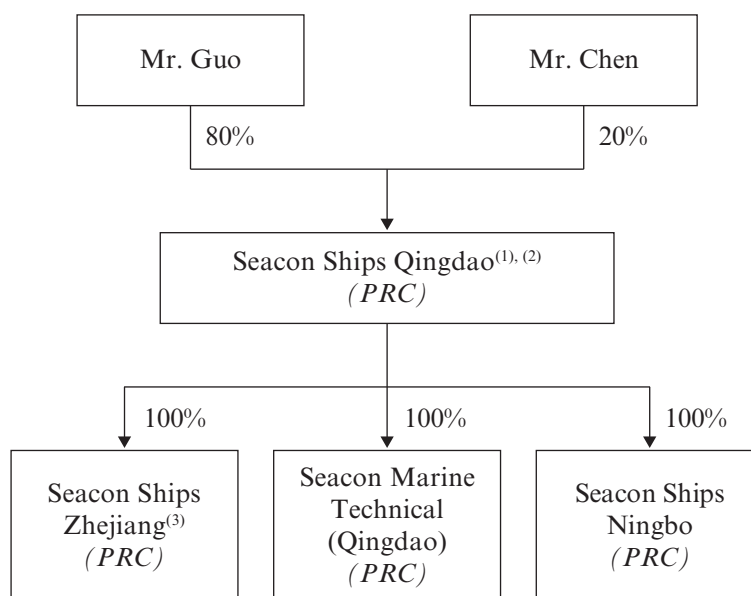 Mr. Guo
Mr. Chen
80%
20%
Seacon Ships Qingdao(1), (2)
(PRC)
100%
100%
100%
Seacon Ships
Zhejiang(3)
(PRC)
Seacon Marine
Technical
(Qingdao)
(PRC)
Seacon Ships
Ningbo
(PRC)